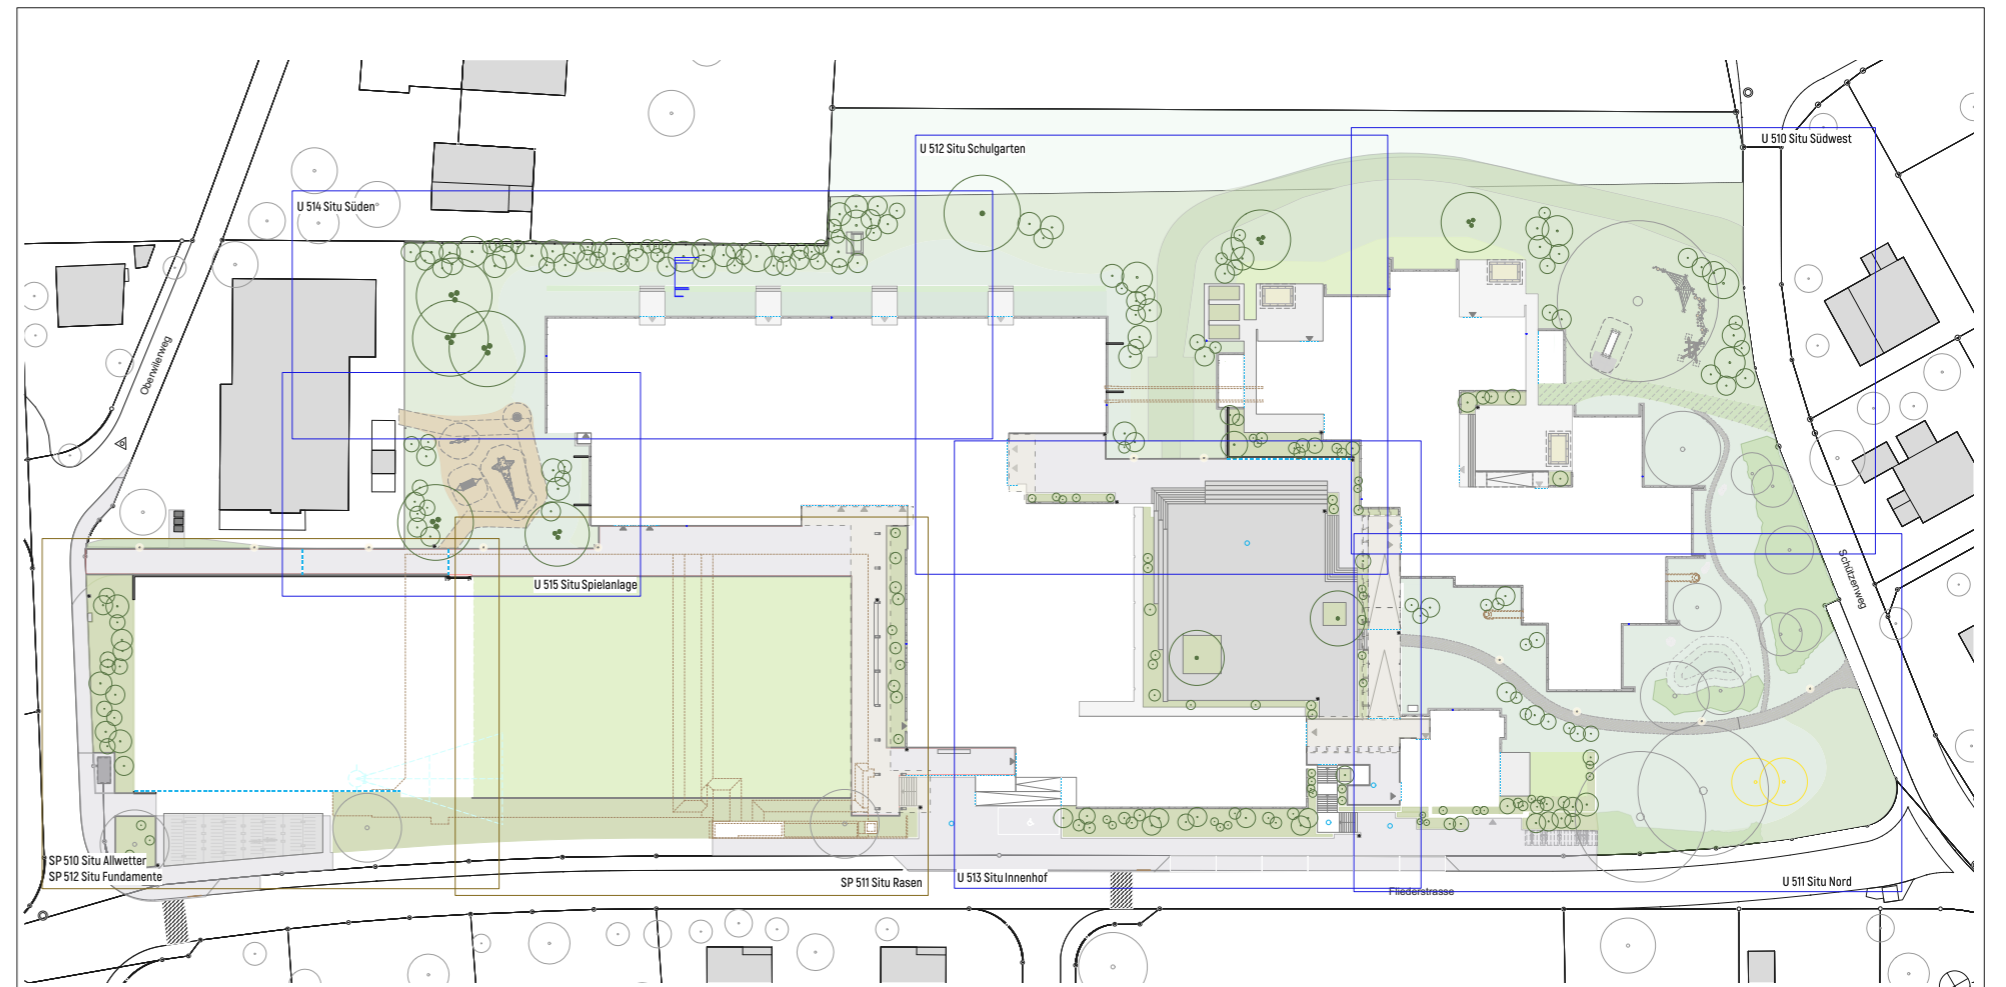 U 510 Situ Südwest
U 512 Situ Schulgarten
U 514 Situ Süden
Oberwilerweg
U 515 Situ Spielanlage
Schützenweg
SP 510 Situ Allwetter
SP 512 Situ Fundamente
SP 511 Situ Rasen
U 513 Situ Innenhof
U 511 Situ Nord
Fliederstrasse